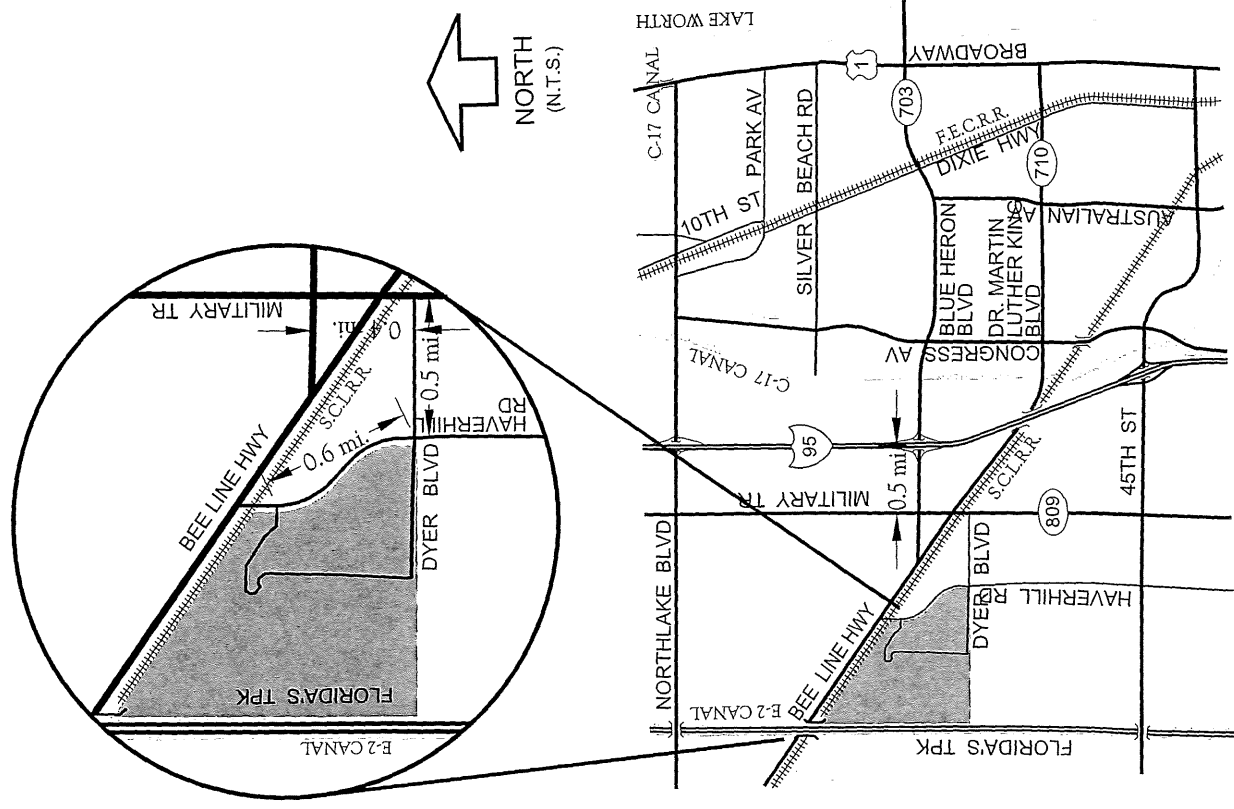 NORTH
(N.T.S.)
LAKE WORTH
C-17 CANAL
PARK AV
SILVER BEACH RD
1
703
BROADWAY
F.E.C.R.R.
DIXIE HWY
710
10TH ST
BLUE HERON
BLVD
DR. MARTIN
LUTHER KING
BLVD
AUSTRALIAN AV
CONGRESS AV
C-17 CANAL
95
0.5 mi.
S.C.L.R.R.
45TH ST
MILITARY TR
809
NORTHLAKE BLVD
DYER BLVD
HAVERHILL RD
BEE LINE HWY
E-2 CANAL
FLORIDA'S TPK
MILITARY TR
0.4 mi.
0.5 mi.
S.C.L.R.R.
HAVERHILL
RD
0.6 mi.
BEE LINE HWY
DYER BLVD
FLORIDA'S TPK
E-2 CANAL